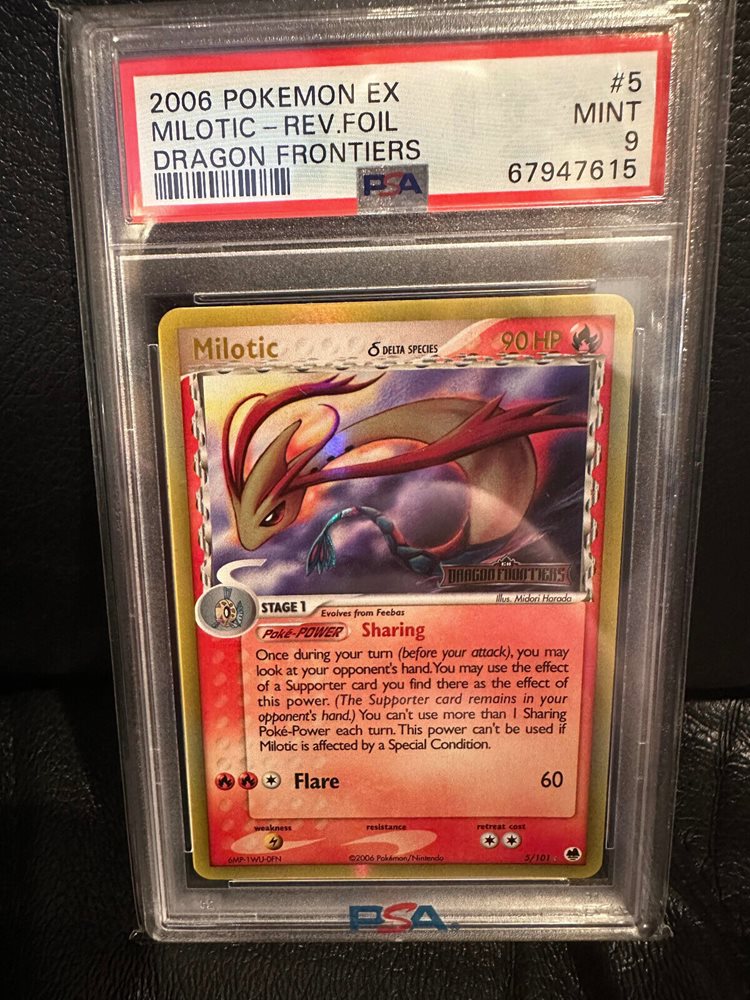 2006 POKEMON EX #5
MILOTIC - REV.FOIL MINT
DRAGON FRONTIERS 9
PSA 67947615
Milotic δ DELTA SPECIES 90 HP
EX
DRAGON FRONTIERS
Illus. Midori Harada
STAGE 1 Evolves from Feebas
Poké-POWER Sharing
Once during your turn (before your attack), you may
look at your opponent's hand. You may use the effect
of a Supporter card you find there as the effect of
this power. (The Supporter card remains in your
opponent's hand.) You can't use more than 1 Sharing
Poké-Power each turn. This power can't be used if
Milotic is affected by a Special Condition.
Flare 60
weakness resistance retreat cost
6MP-1WU-0FN ©2006 Pokémon/Nintendo 5/101
PSA.